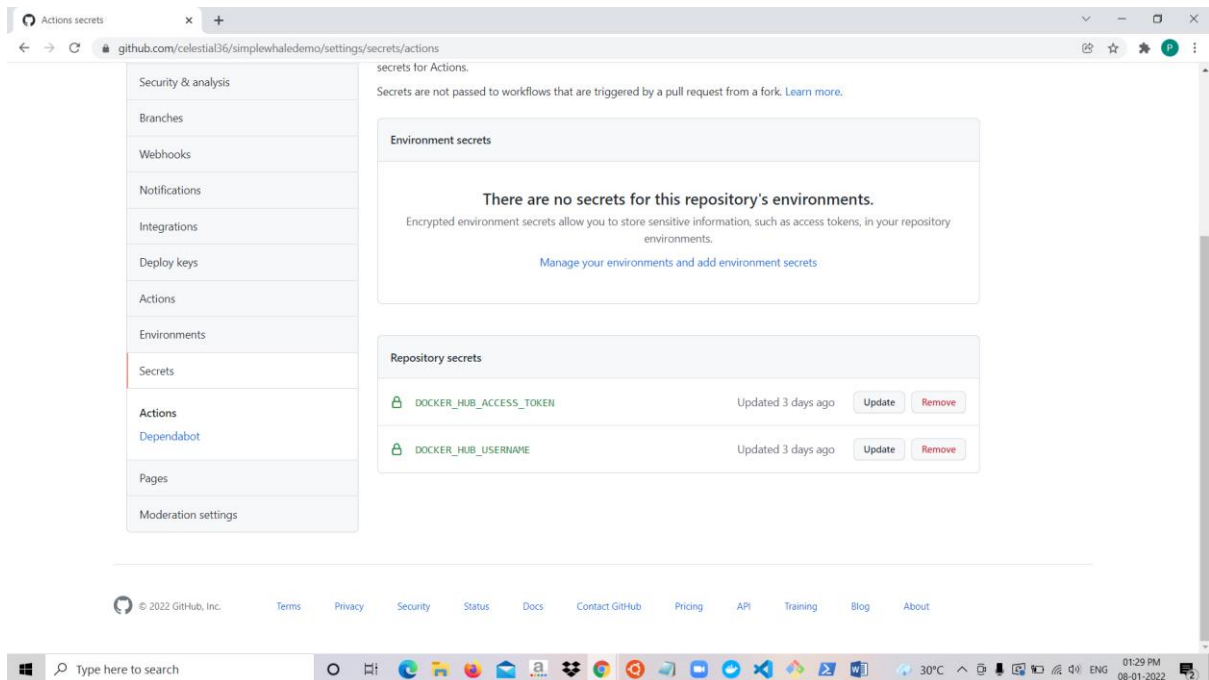 Actions secrets
github.com/celestial36/simplewhaledemo/settings/secrets/actions
P
Security & analysis
Branches
Webhooks
Notifications
Integrations
Deploy keys
Actions
Environments
Secrets
Actions
Dependabot
Pages
Moderation settings
secrets for Actions.
Secrets are not passed to workflows that are triggered by a pull request from a fork. Learn more.
Environment secrets
There are no secrets for this repository's environments.
Encrypted environment secrets allow you to store sensitive information, such as access tokens, in your repository
environments.
Manage your environments and add environment secrets
Repository secrets
DOCKER_HUB_ACCESS_TOKEN Updated 3 days ago Update Remove
DOCKER_HUB_USERNAME Updated 3 days ago Update Remove
© 2022 GitHub, Inc. Terms Privacy Security Status Docs Contact GitHub Pricing API Training Blog About
Type here to search
a
30°C ENG 01:29 PM
08-01-2022
2